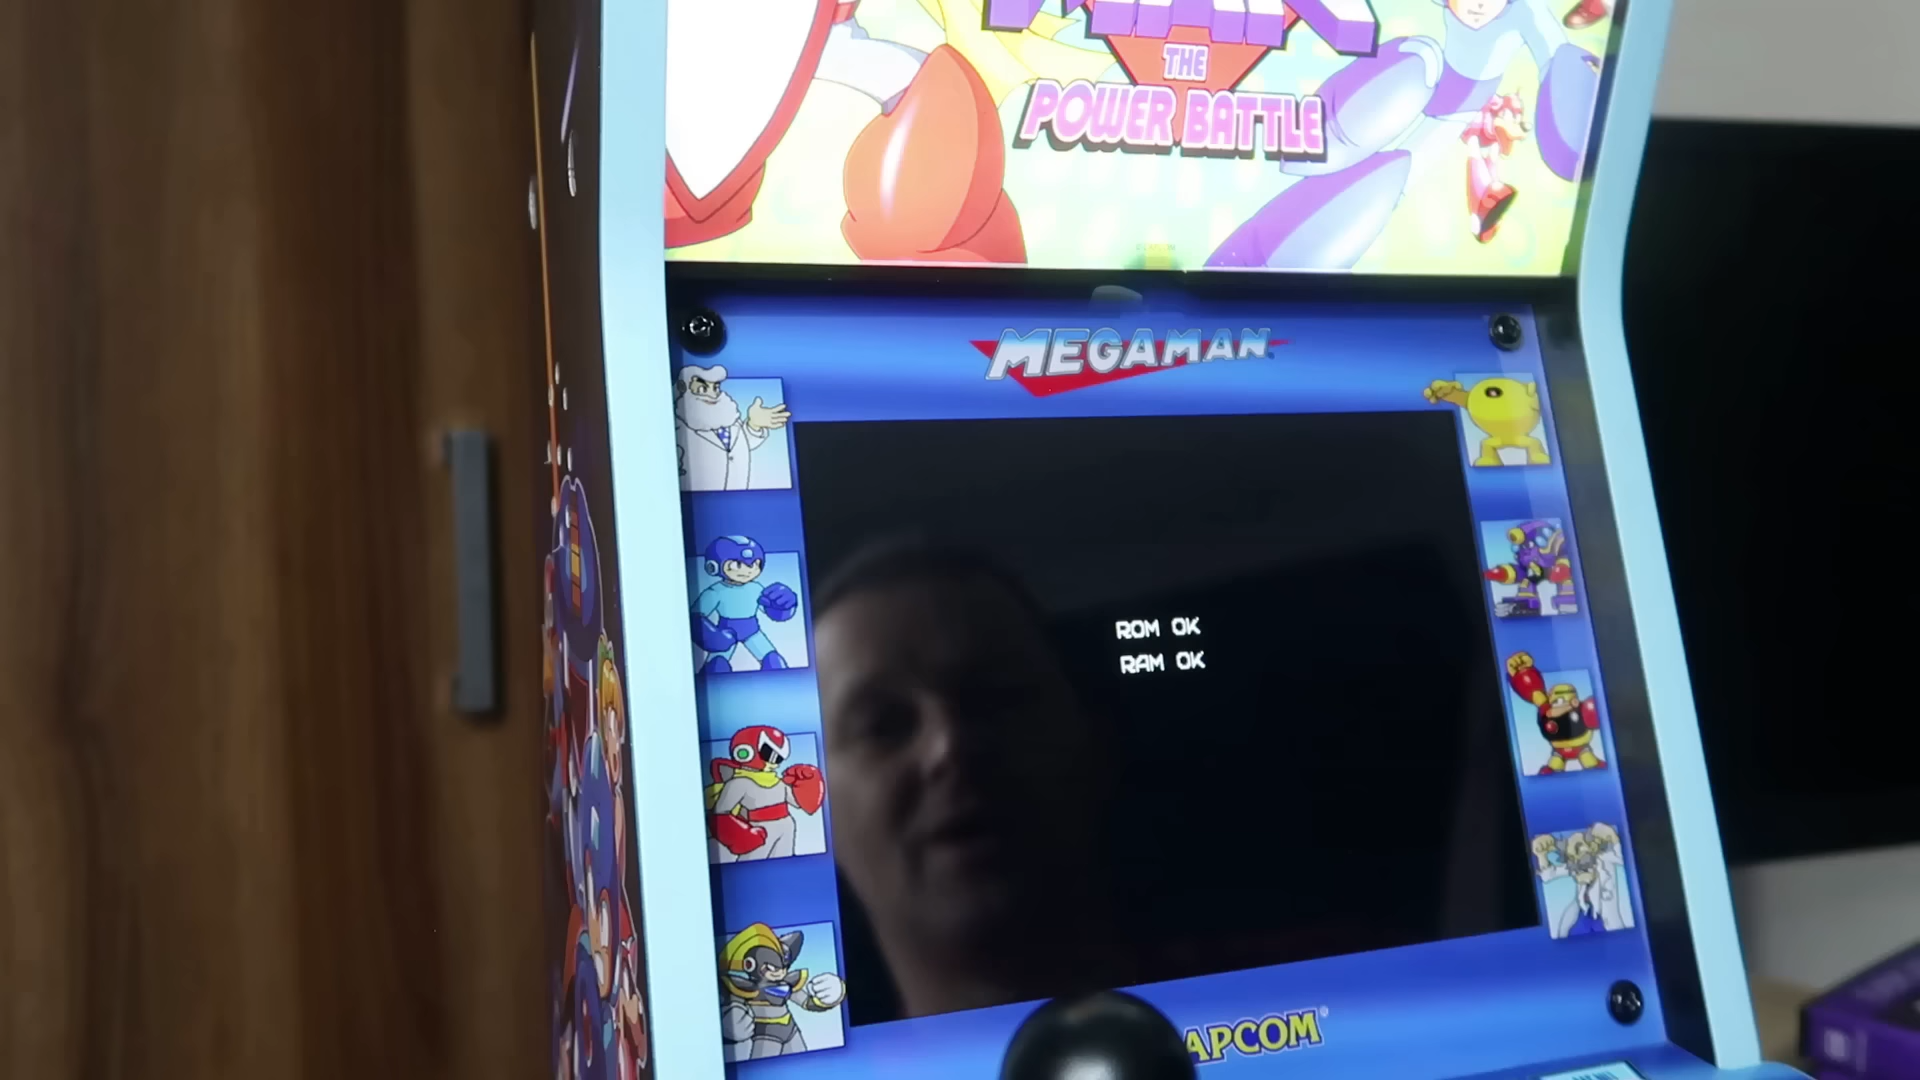 THE
POWER BATTLE
MEGAMAN
ROM OK
RAM OK
APCOM